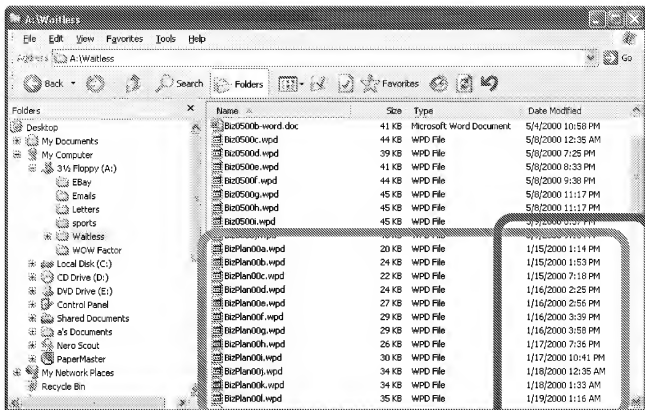 A:\Waitless
File Edit View Favorites Tools Help
Address A:\Waitless Go
Back Search Folders Favorites
Folders
Desktop
My Documents
My Computer
3½ Floppy (A:)
EBay
Emails
Letters
sports
Waitless
WOW Factor
Local Disk (C:)
CD Drive (D:)
DVD Drive (E:)
Control Panel
Shared Documents
a's Documents
Nero Scout
PaperMaster
My Network Places
Recycle Bin
Name Size Type Date Modified
Biz0500b-word.doc 41 KB Microsoft Word Document 5/4/2000 10:58 PM
Biz0500c.wpd 44 KB WPD File 5/8/2000 12:35 AM
Biz0500d.wpd 39 KB WPD File 5/8/2000 7:25 PM
Biz0500e.wpd 41 KB WPD File 5/8/2000 8:33 PM
Biz0500f.wpd 44 KB WPD File 5/8/2000 9:38 PM
Biz0500g.wpd 45 KB WPD File 5/8/2000 11:17 PM
Biz0500h.wpd 45 KB WPD File 5/8/2000 11:17 PM
Biz0500i.wpd 45 KB WPD File
BizPlan00a.wpd 20 KB WPD File 1/15/2000 1:14 PM
BizPlan00b.wpd 24 KB WPD File 1/15/2000 1:53 PM
BizPlan00c.wpd 22 KB WPD File 1/15/2000 7:18 PM
BizPlan00d.wpd 24 KB WPD File 1/16/2000 2:25 PM
BizPlan00e.wpd 27 KB WPD File 1/16/2000 2:56 PM
BizPlan00f.wpd 29 KB WPD File 1/16/2000 3:39 PM
BizPlan00g.wpd 29 KB WPD File 1/16/2000 3:58 PM
BizPlan00h.wpd 26 KB WPD File 1/17/2000 7:36 PM
BizPlan00i.wpd 30 KB WPD File 1/17/2000 10:41 PM
BizPlan00j.wpd 34 KB WPD File 1/18/2000 12:35 AM
BizPlan00k.wpd 34 KB WPD File 1/18/2000 1:33 AM
BizPlan00l.wpd 35 KB WPD File 1/19/2000 1:16 AM